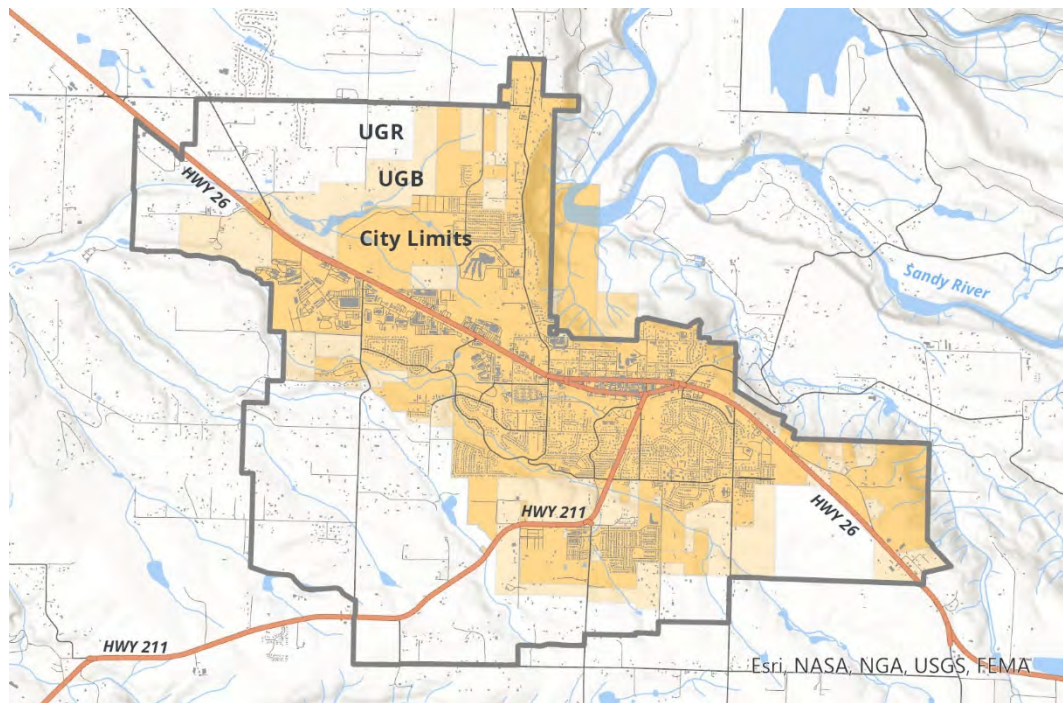 UGR
UGB
HWY 26
City Limits
Sandy River
HWY 211
HWY 26
HWY 211
Esri, NASA, NGA, USGS, FEMA